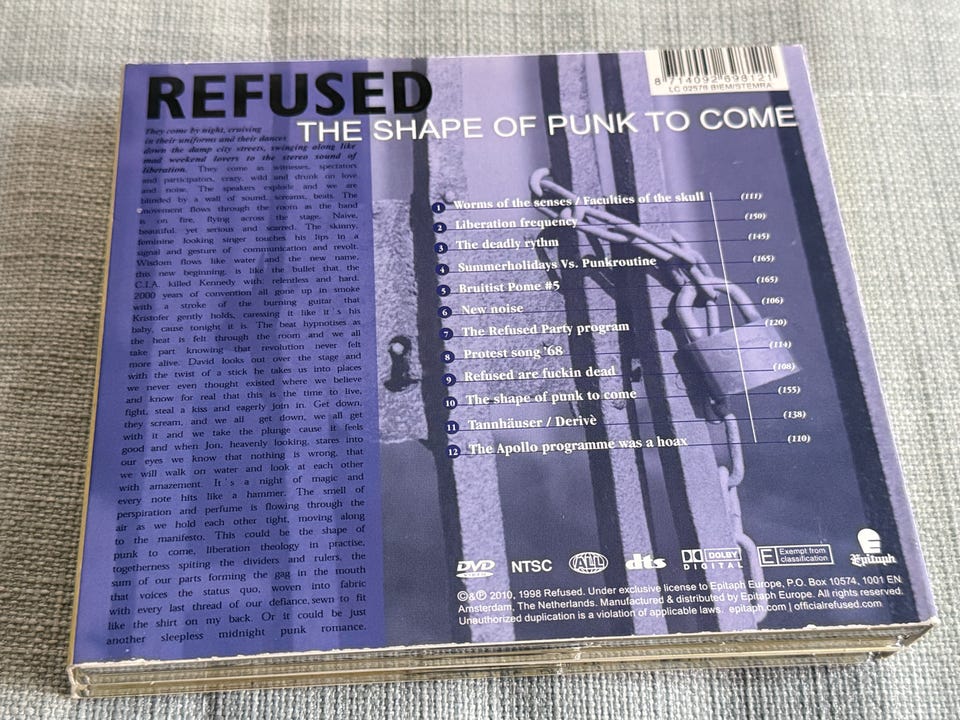 8 714092 698121
LC 02576 BIEM/STEMRA
REFUSED
THE SHAPE OF PUNK TO COME
They come by night, cruising
in their uniforms and their dances
down the damp city streets, swinging along like
mad weekend lovers to the stereo sound of
liberation. They come as witnesses, spectators
and participators, crazy, wild and drunk on love
and noise. The speakers explode and we are
blinded by a wall of sound, screams, beats. The
movement flows through the room as the band
is on fire, flying across the stage. Naive,
beautiful, yet serious and scarred. The skinny,
feminine looking singer touches his lips in a
signal and gesture of communication and revolt.
Wisdom flows like water and the new name,
this new beginning, is like the bullet that, the
C.I.A. killed Kennedy with: relentless and hard.
2000 years of convention all gone up in smoke
with a stroke of the burning guitar that
Kristofer gently holds, caressing it like it's his
baby, cause tonight it is. The beat hypnotises as
the heat is felt through the room and we all
take part knowing that revolution never felt
more alive. David looks out over the stage and
with the twist of a stick he takes us into places
we never even thought existed where we believe
and know for real that this is the time to live,
fight, steal a kiss and eagerly join in. Get down,
they scream, and we all get down, we all get
with it and we take the plunge cause it feels
good and when Jon, heavenly looking, stares into
our eyes we know that nothing is wrong, that
we will walk on water and look at each other
with amazement. It's a night of magic and
every note hits like a hammer. The smell of
perspiration and perfume is flowing through the
air as we hold each other tight, moving along
to the manifesto. This could be the shape of
punk to come, liberation theology in practise,
togetherness spiting the dividers and rulers, the
sum of our parts forming the gag in the mouth
that voices the status quo, woven into fabric
with every last thread of our defiance,sewn to fit
like the shirt on my back. Or it could be just
another sleepless midnight punk romance.
1 Worms of the senses / Faculties of the skull (111)
2 Liberation frequency (150)
3 The deadly rythm (145)
4 Summerholidays Vs. Punkroutine (165)
5 Bruitist Pome #5 (165)
6 New noise (106)
7 The Refused Party program (120)
8 Protest song '68 (114)
9 Refused are fuckin dead (108)
10 The shape of punk to come (155)
11 Tannhäuser / Derivè (138)
12 The Apollo programme was a hoax (110)
DVD VIDEO NTSC ALL dts DOLBY DIGITAL E Exempt from classification Epitaph
©&℗ 2010, 1998 Refused. Under exclusive license to Epitaph Europe, P.O. Box 10574, 1001 EN
Amsterdam, The Netherlands. Manufactured & distributed by Epitaph Europe. All rights reserved.
Unauthorized duplication is a violation of applicable laws. epitaph.com | officialrefused.com